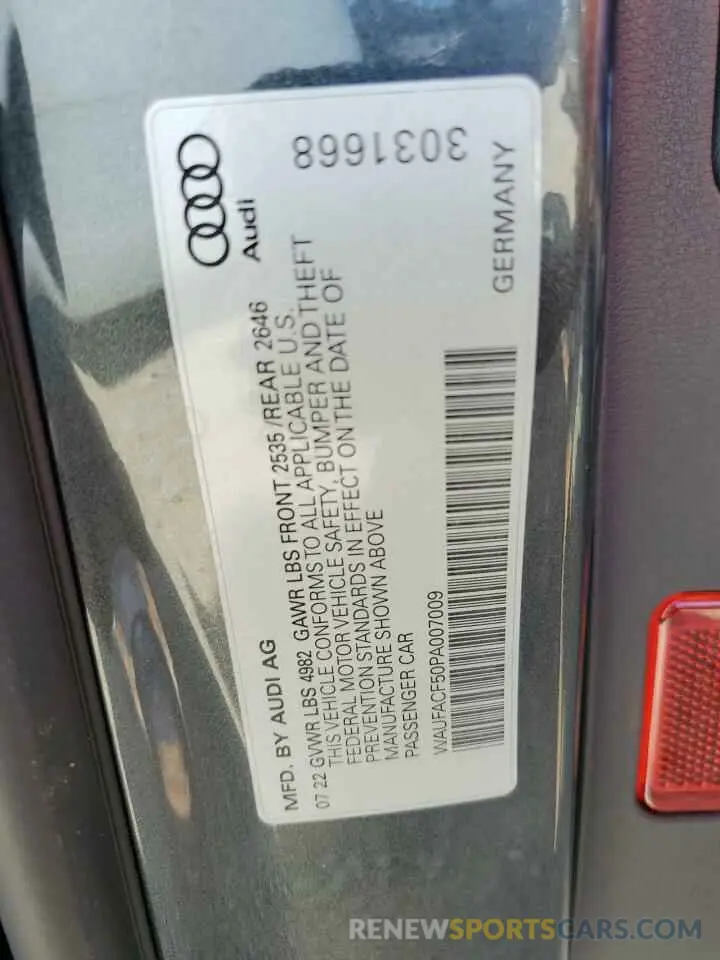 Audi
3031668
MFD. BY AUDI AG
07 22 GVWR LBS 4982 GAWR LBS FRONT 2535/REAR 2646
THIS VEHICLE CONFORMS TO ALL APPLICABLE U.S.
FEDERAL MOTOR VEHICLE SAFETY, BUMPER AND THEFT
PREVENTION STANDARDS IN EFFECT ON THE DATE OF
MANUFACTURE SHOWN ABOVE
PASSENGER CAR
WAUFACF50PA007009
GERMANY
RENEWSPORTSCARS.COM